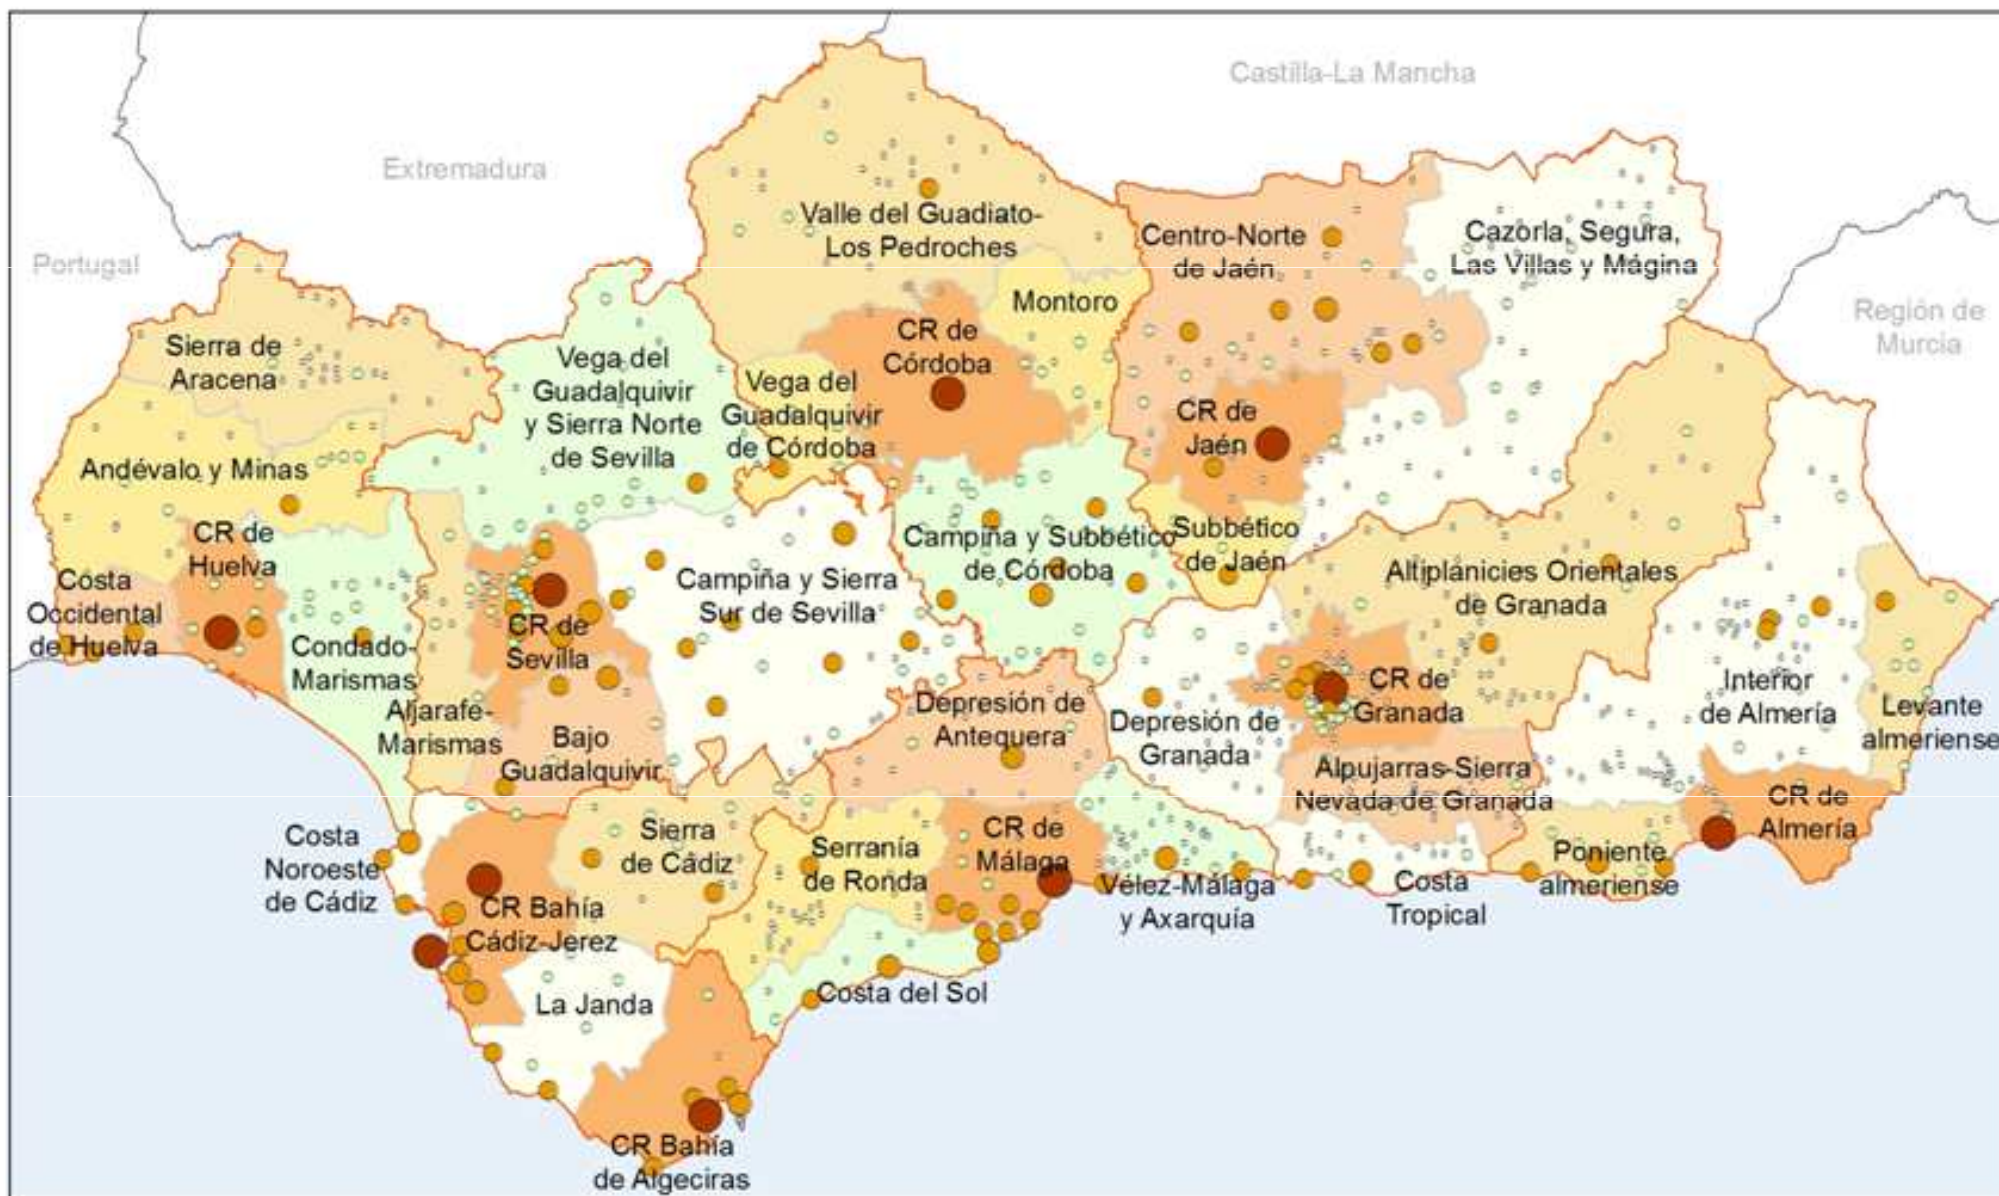 Castilla-La Mancha
Extremadura
Portugal
Región de
Murcia
Valle del Guadiato-
Los Pedroches
Centro-Norte
de Jaén
Cazorla, Segura,
Las Villas y Mágina
Montoro
CR de
Córdoba
Sierra de
Aracena
Vega del
Guadalquivir
y Sierra Norte
de Sevilla
Vega del
Guadalquivir
de Córdoba
CR de
Jaén
Andévalo y Minas
CR de
Huelva
Costa
Occidental
de Huelva
Condado-
Marismas
Aljarafe-
Marismas
CR de
Sevilla
Campiña y Sierra
Sur de Sevilla
Campiña y Subbético
de Córdoba
Subbético
de Jaén
Altiplánicies Orientales
de Granada
Bajo
Guadalquivir
Depresión de
Antequera
Depresión de
Granada
CR de
Granada
Interior
de Almería
Levante
almeriense
Alpujarras-Sierra
Nevada de Granada
CR de
Almería
Costa
Noroeste
de Cádiz
Sierra
de Cádiz
Serranía
de Ronda
CR de
Málaga
Vélez-Málaga
y Axarquía
Costa
Tropical
Poniente
almeriense
CR Bahía
Cádiz-Jerez
La Janda
Costa del Sol
CR Bahía
de Algeciras